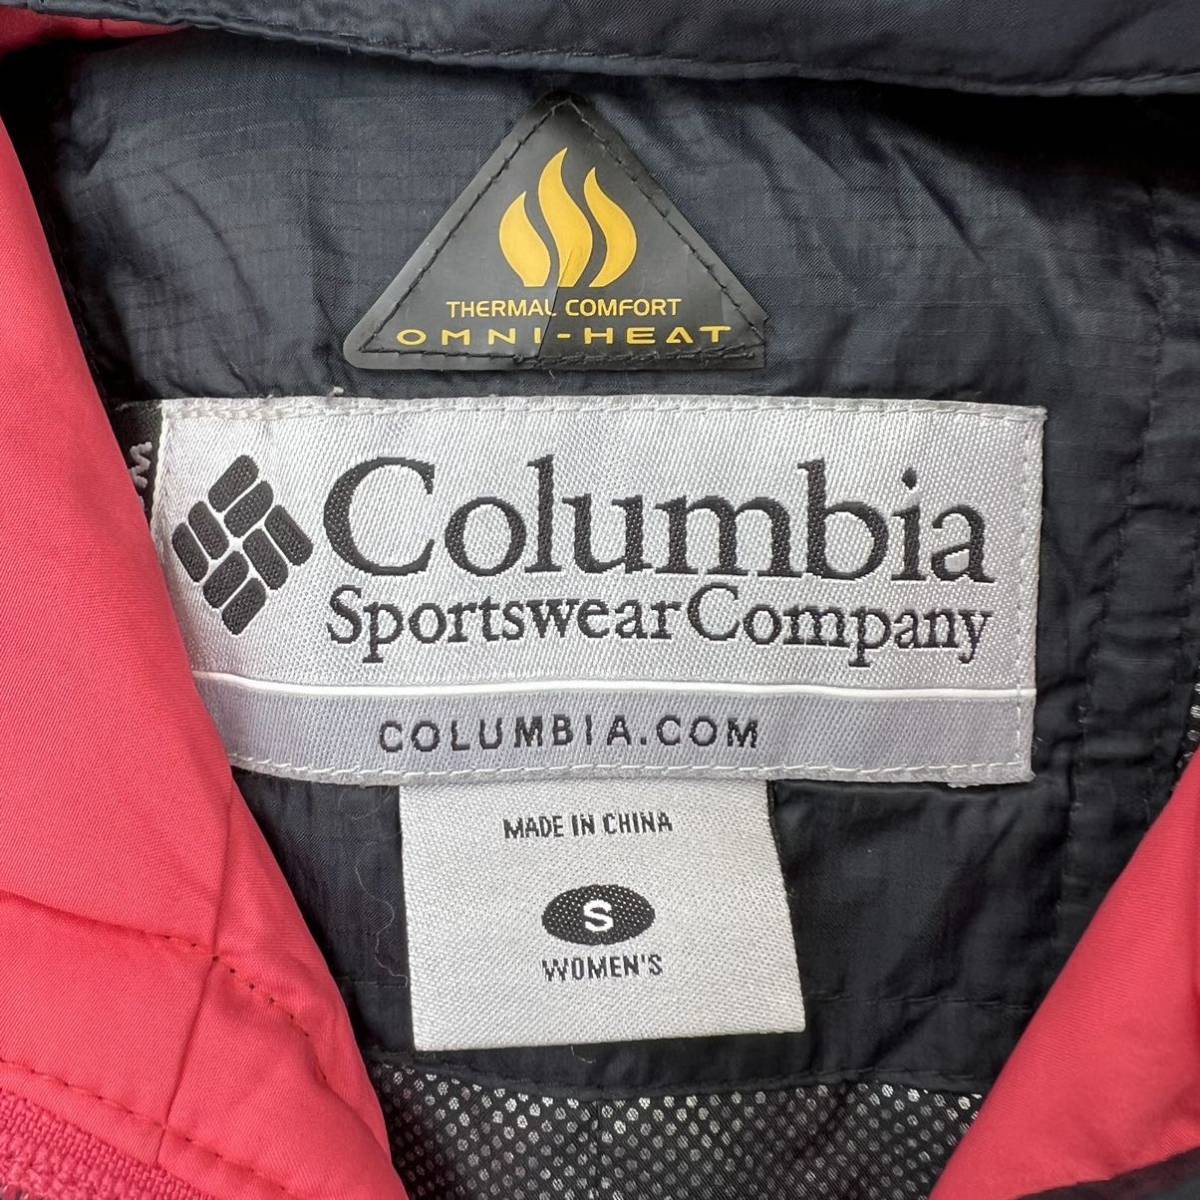 THERMAL COMFORT
OMNI-HEAT
Columbia
Sportswear Company
COLUMBIA.COM
MADE IN CHINA
S
WOMEN'S